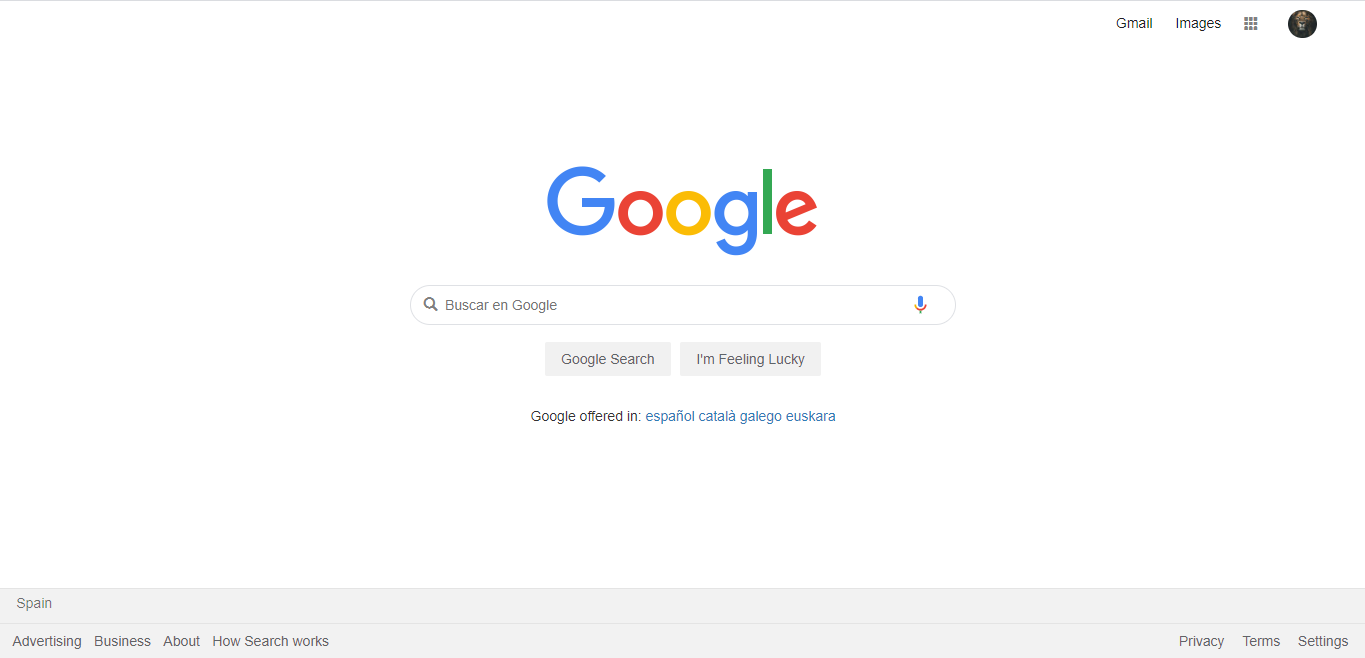 Gmail Images
Google
Buscar en Google
Google Search I'm Feeling Lucky
Google offered in: español català galego euskara
Spain
Advertising Business About How Search works Privacy Terms Settings